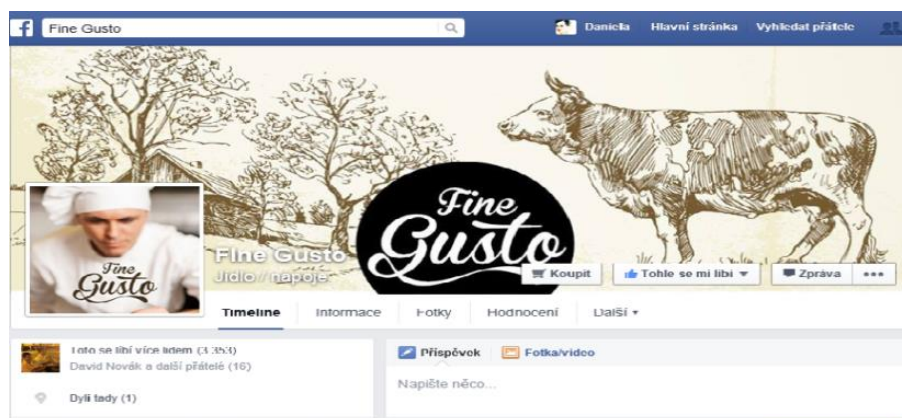 f Fine Gusto Daniella Hlavní stránka Vyhledat přátele
Fine
Gusto
Fine
Gusto
Fine Gusto
Jídlo / nápoje
Koupit Tohle se mi líbí Zpráva
Timeline Informace Fotky Hodnocení Další
Toto se líbí více lidem (3 353)
David Novák a další přátelé (16)
Byli tady (1)
Příspěvek Fotka/video
Napište něco...